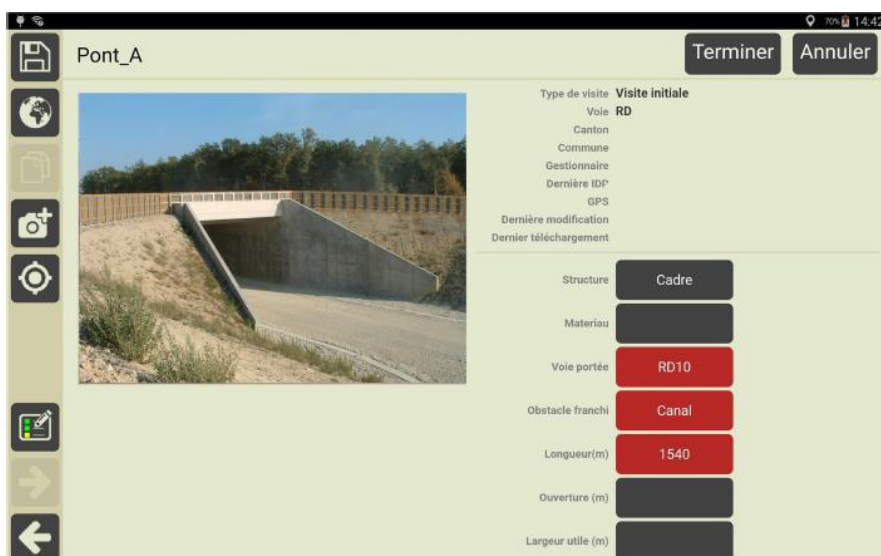 70% 14:42
Pont_A
Terminer
Annuler
Type de visite Visite initiale
Voie RD
Canton
Commune
Gestionnaire
Dernière IDP
GPS
Dernière modification
Dernier téléchargement
Structure Cadre
Materiau
Voie portée RD10
Obstacle franchi Canal
Longueur(m) 1540
Ouverture (m)
Largeur utile (m)